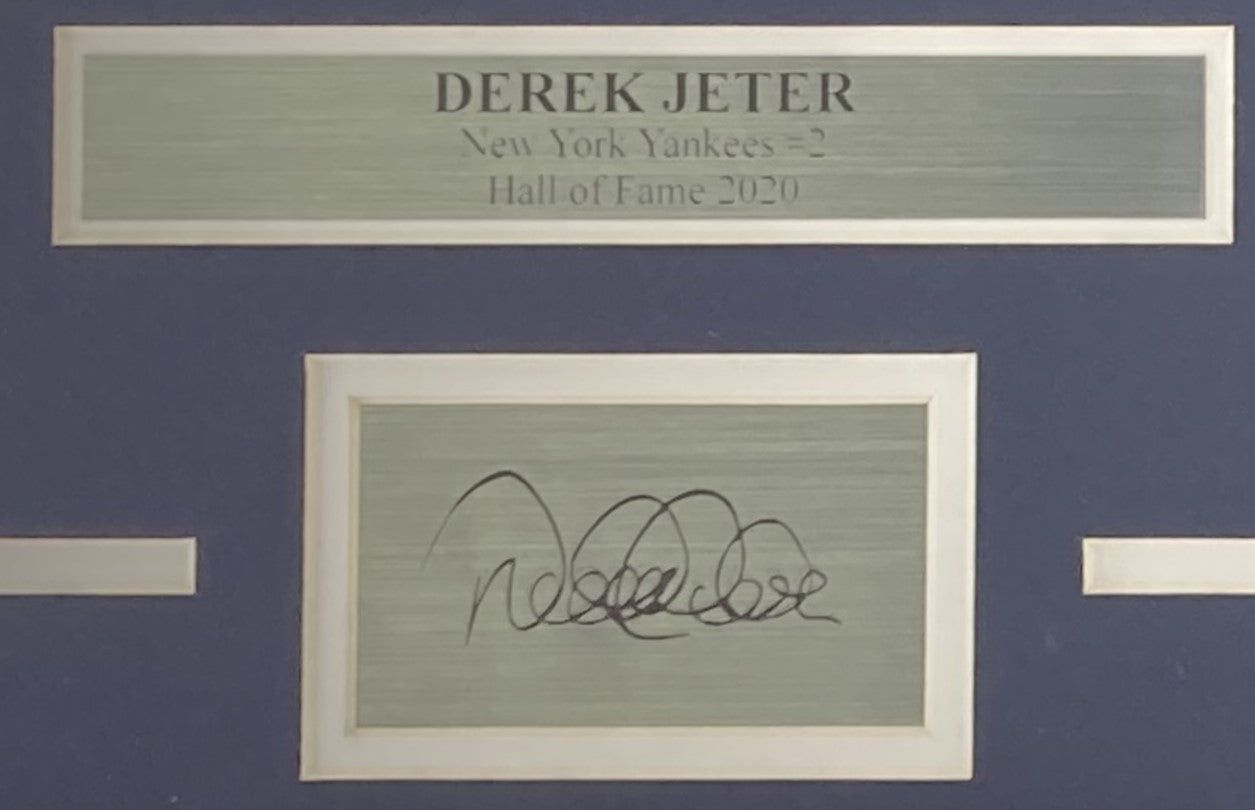 DEREK JETER
New York Yankees #2
Hall of Fame 2020